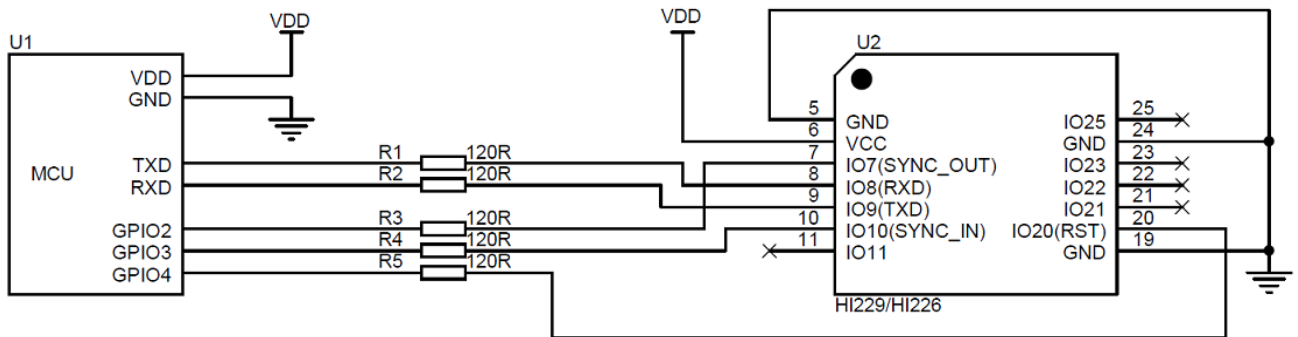 VDD
VDD
U1
U2
VDD
GND
5
GND
IO25
25
6
VCC
GND
24
TXD
R1
120R
7
IO7(SYNC_OUT)
IO23
23
MCU
RXD
R2
120R
8
IO8(RXD)
IO22
22
9
IO9(TXD)
IO21
21
GPIO2
R3
120R
10
IO10(SYNC_IN)
IO20(RST)
20
GPIO3
R4
120R
11
IO11
GND
19
GPIO4
R5
120R
HI229/HI226